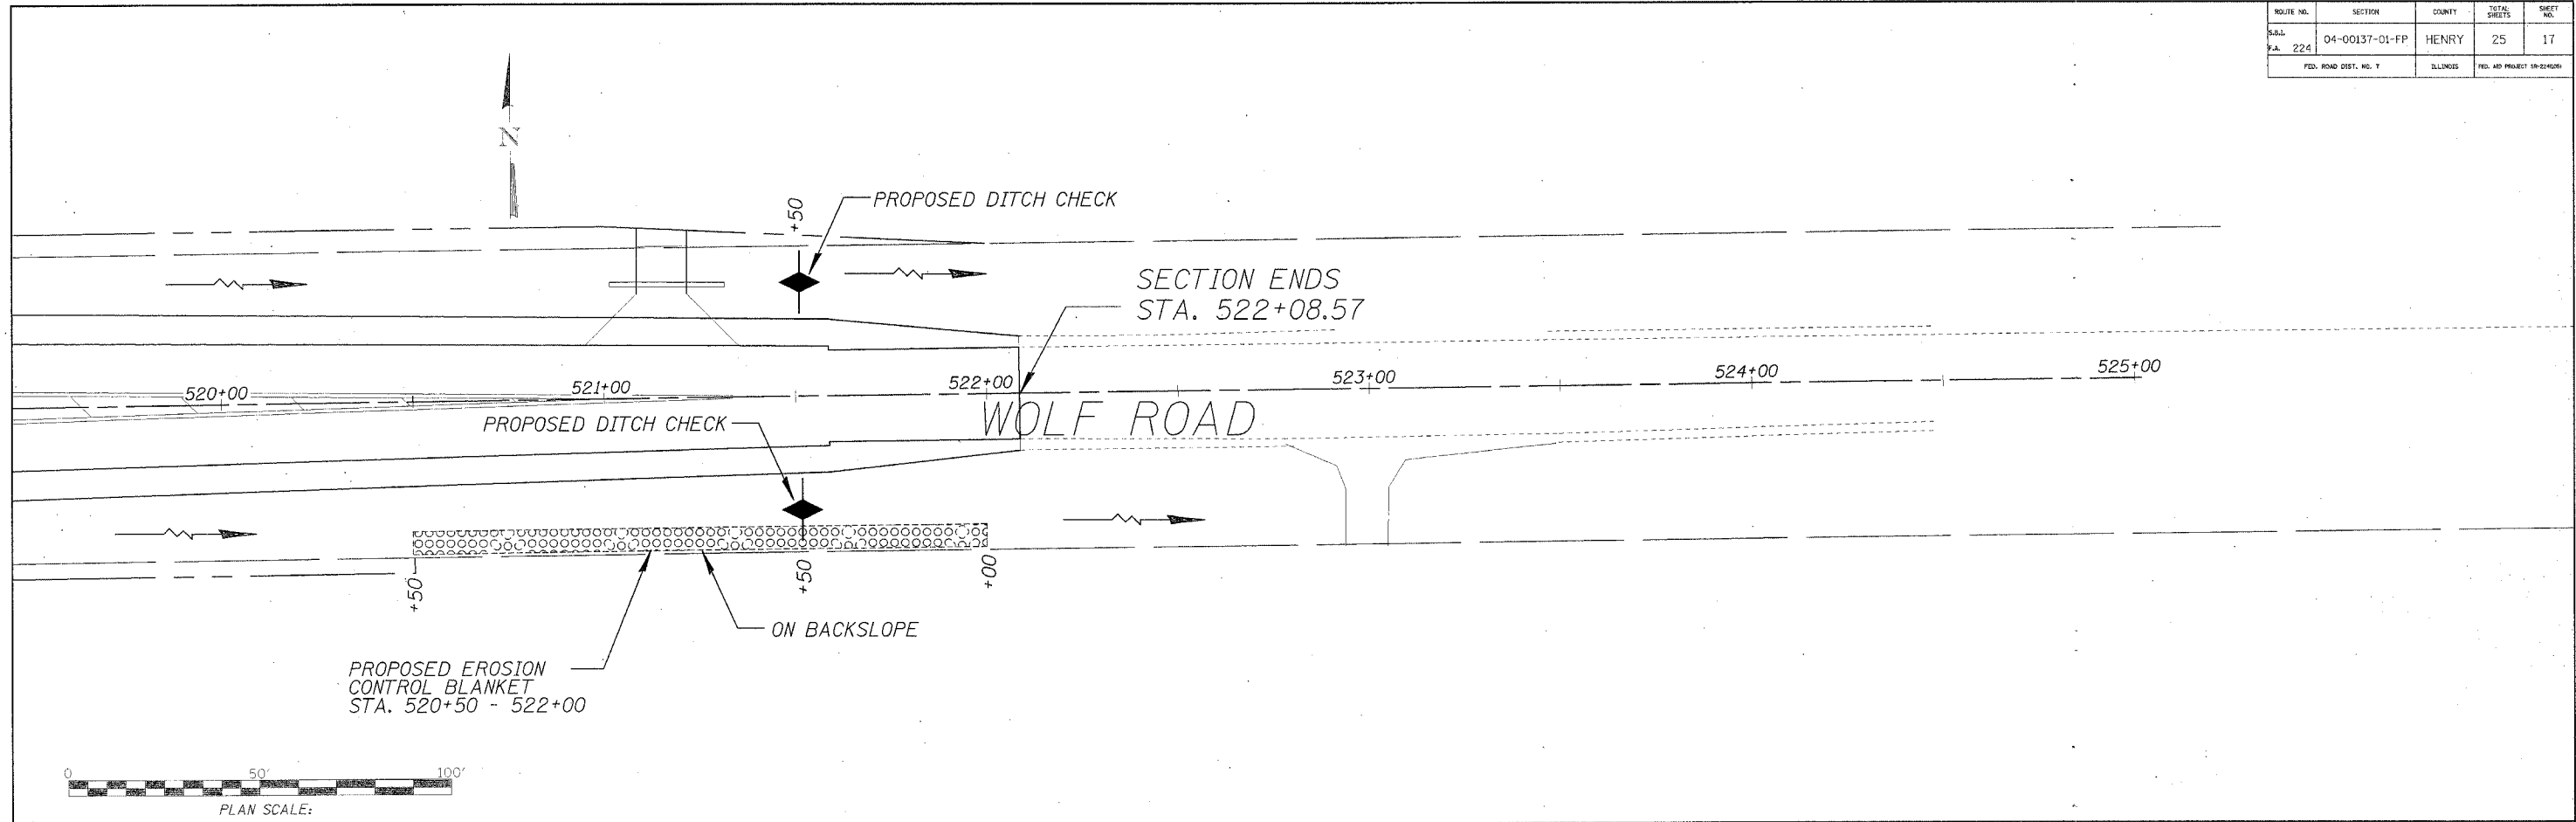 ROUTE NO. SECTION COUNTY TOTAL SHEETS SHEET NO.
S.B.I.
F.A. 224 04-00137-01-FP HENRY 25 17
FED. ROAD DIST. NO. 7 ILLINOIS FED. AID PROJECT
N
+50
PROPOSED DITCH CHECK
SECTION ENDS
STA. 522+08.57
520+00 521+00 522+00 523+00 524+00 525+00
WOLF ROAD
PROPOSED DITCH CHECK
+50 +50 +00
ON BACKSLOPE
PROPOSED EROSION
CONTROL BLANKET
STA. 520+50 - 522+00
0 50' 100'
PLAN SCALE: